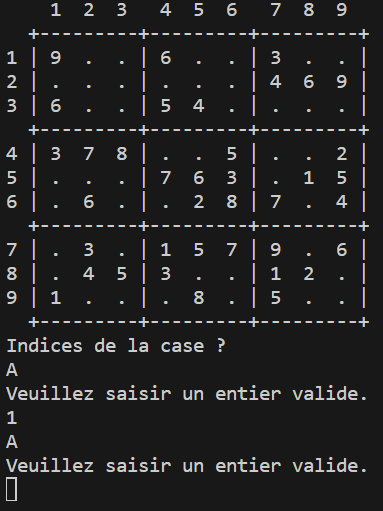 1  2  3   4  5  6   7  8  9
  +---------+---------+---------+
1 | 9  .  . | 6  .  . | 3  .  . |
2 | .  .  . | .  .  . | 4  6  9 |
3 | 6  .  . | 5  4  . | .  .  . |
  +---------+---------+---------+
4 | 3  7  8 | .  .  5 | .  .  2 |
5 | .  .  . | 7  6  3 | .  1  5 |
6 | .  6  . | .  2  8 | 7  .  4 |
  +---------+---------+---------+
7 | .  3  . | 1  5  7 | 9  .  6 |
8 | .  4  5 | 3  .  . | 1  2  . |
9 | 1  .  . | .  8  . | 5  .  . |
  +---------+---------+---------+
Indices de la case ?
A
Veuillez saisir un entier valide.
1
A
Veuillez saisir un entier valide.